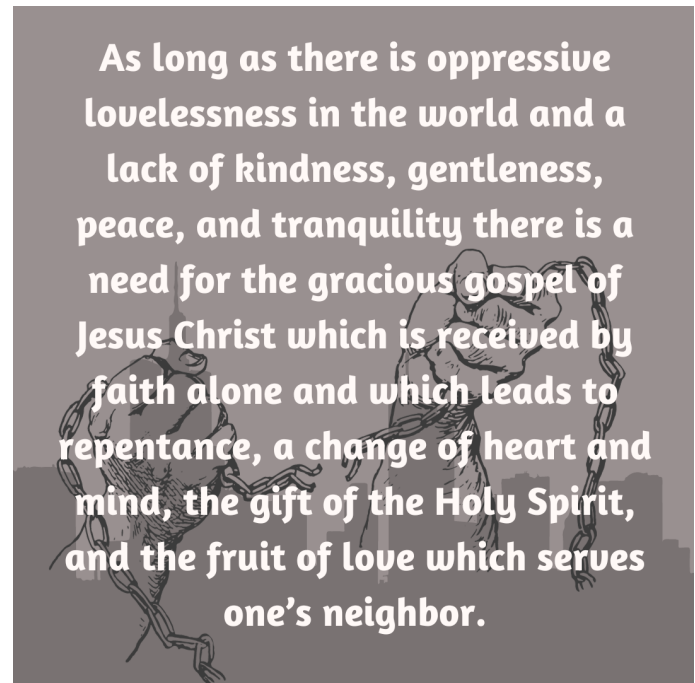 As long as there is oppressive
lovelessness in the world and a
lack of kindness, gentleness,
peace, and tranquility there is a
need for the gracious gospel of
Jesus Christ which is received by
faith alone and which leads to
repentance, a change of heart and
mind, the gift of the Holy Spirit,
and the fruit of love which serves
one’s neighbor.